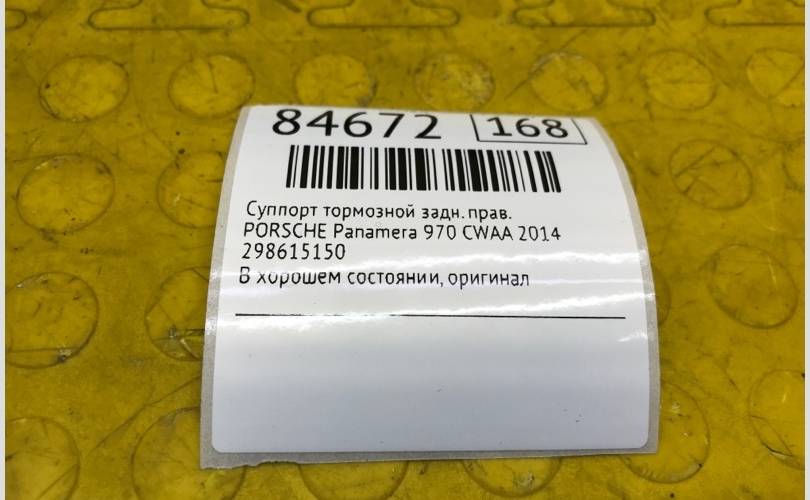 84672 168
Суппорт тормозной задн. прав.
PORSCHE Panamera 970 CWAA 2014
298615150
В хорошем состоянии, оригинал